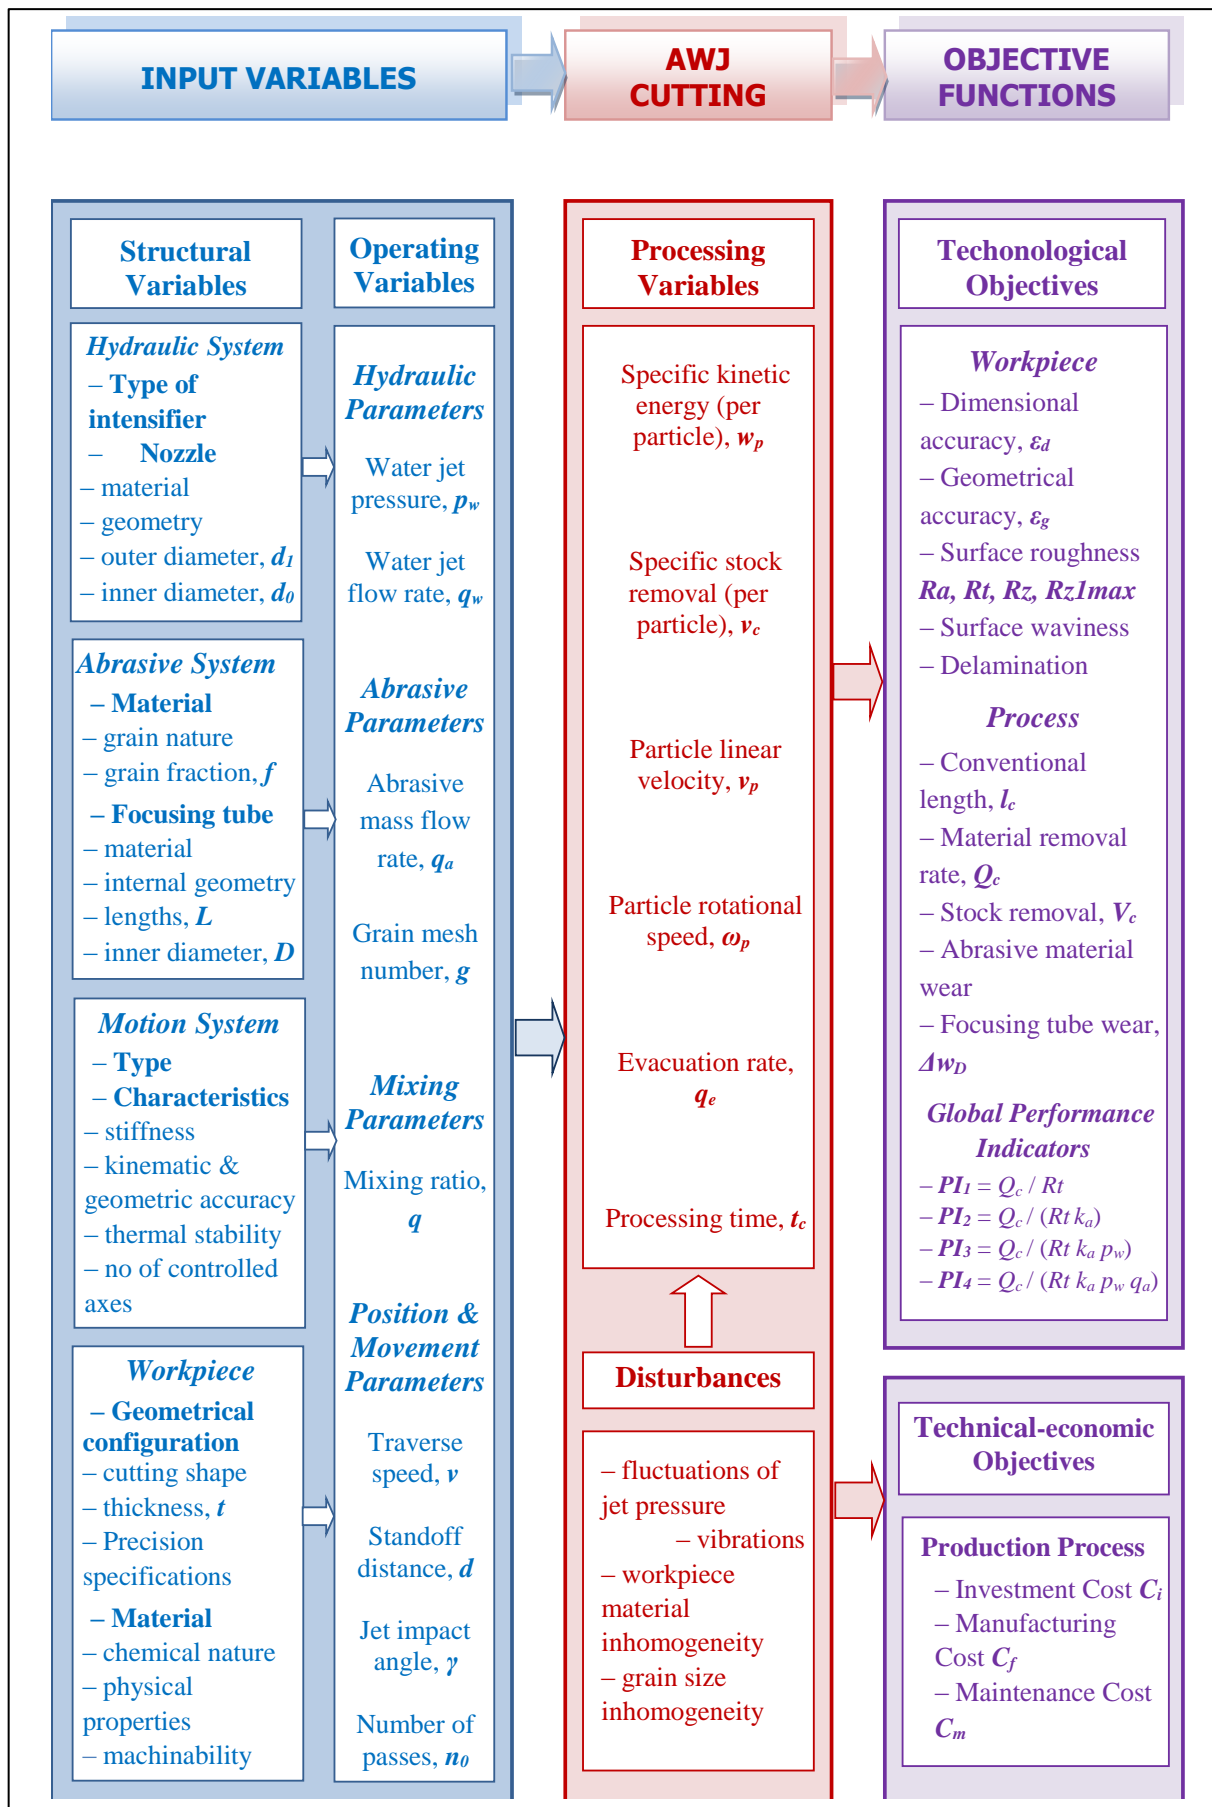 INPUT VARIABLES
AWJ
CUTTING
OBJECTIVE
FUNCTIONS
Structural
Variables
Hydraulic System
– Type of
intensifier
– Nozzle
– material
– geometry
– outer diameter, d1
– inner diameter, d0
Abrasive System
– Material
– grain nature
– grain fraction, f
– Focusing tube
– material
– internal geometry
– lengths, L
– inner diameter, D
Motion System
– Type
– Characteristics
– stiffness
– kinematic &
geometric accuracy
– thermal stability
– no of controlled
axes
Workpiece
– Geometrical
configuration
– cutting shape
– thickness, t
– Precision
specifications
– Material
– chemical nature
– physical
properties
– machinability
Operating
Variables
Hydraulic
Parameters
Water jet
pressure, pw
Water jet
flow rate, qw
Abrasive
Parameters
Abrasive
mass flow
rate, qa
Grain mesh
number, g
Mixing
Parameters
Mixing ratio,
q
Position &
Movement
Parameters
Traverse
speed, v
Standoff
distance, d
Jet impact
angle, γ
Number of
passes, n0
Processing
Variables
Specific kinetic
energy (per
particle), wp
Specific stock
removal (per
particle), vc
Particle linear
velocity, vp
Particle rotational
speed, ωp
Evacuation rate,
qe
Processing time, tc
Disturbances
– fluctuations of
jet pressure
– vibrations
– workpiece
material
inhomogeneity
– grain size
inhomogeneity
Techonological
Objectives
Workpiece
– Dimensional
accuracy, εd
– Geometrical
accuracy, εg
– Surface roughness
Ra, Rt, Rz, Rz1max
– Surface waviness
– Delamination
Process
– Conventional
length, lc
– Material removal
rate, Qc
– Stock removal, Vc
– Abrasive material
wear
– Focusing tube wear,
ΔwD
Global Performance
Indicators
– PI1 = Qc / Rt
– PI2 = Qc / (Rt ka)
– PI3 = Qc / (Rt ka pw)
– PI4 = Qc / (Rt ka pw qa)
Technical-economic
Objectives
Production Process
– Investment Cost Ci
– Manufacturing
Cost Cf
– Maintenance Cost
Cm